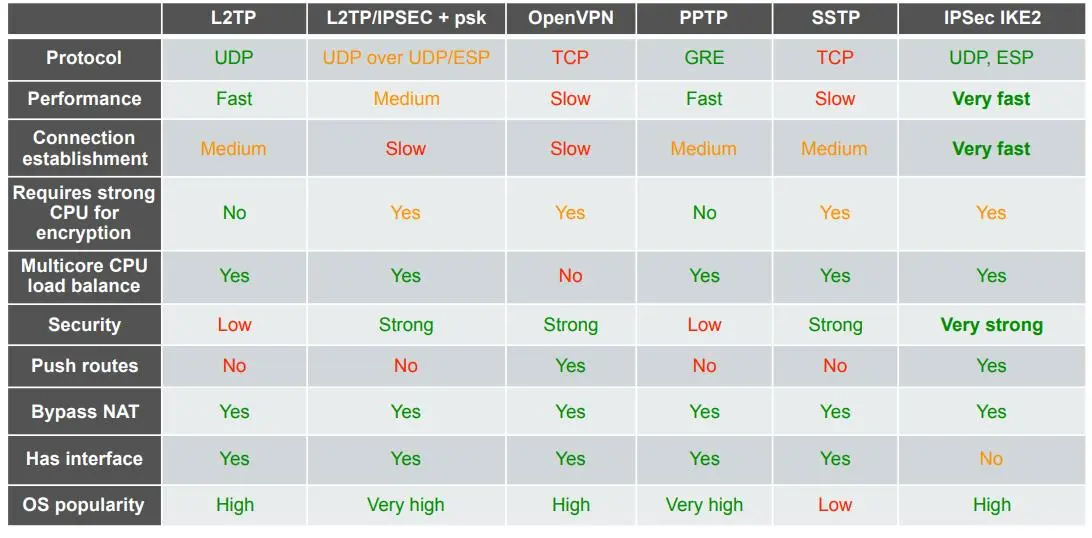 L2TP L2TP/IPSEC + psk OpenVPN PPTP SSTP IPSec IKE2
Protocol UDP UDP over UDP/ESP TCP GRE TCP UDP, ESP
Performance Fast Medium Slow Fast Slow Very fast
Connection
establishment Medium Slow Slow Medium Medium Very fast
Requires strong
CPU for
encryption No Yes Yes No Yes Yes
Multicore CPU
load balance Yes Yes No Yes Yes Yes
Security Low Strong Strong Low Strong Very strong
Push routes No No Yes No No Yes
Bypass NAT Yes Yes Yes Yes Yes Yes
Has interface Yes Yes Yes Yes Yes No
OS popularity High Very high High Very high Low High